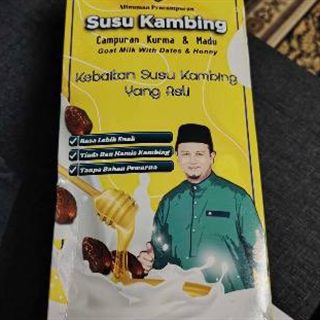 Minuman Pracampuran
Susu Kambing
Campuran Kurma & Madu
Goat Milk With Dates & Honey
Kebaikan Susu Kambing
Yang Asli
Rasa Lebih Enak
Tiada Bau Hamis Kambing
Tanpa Bahan Pewarna